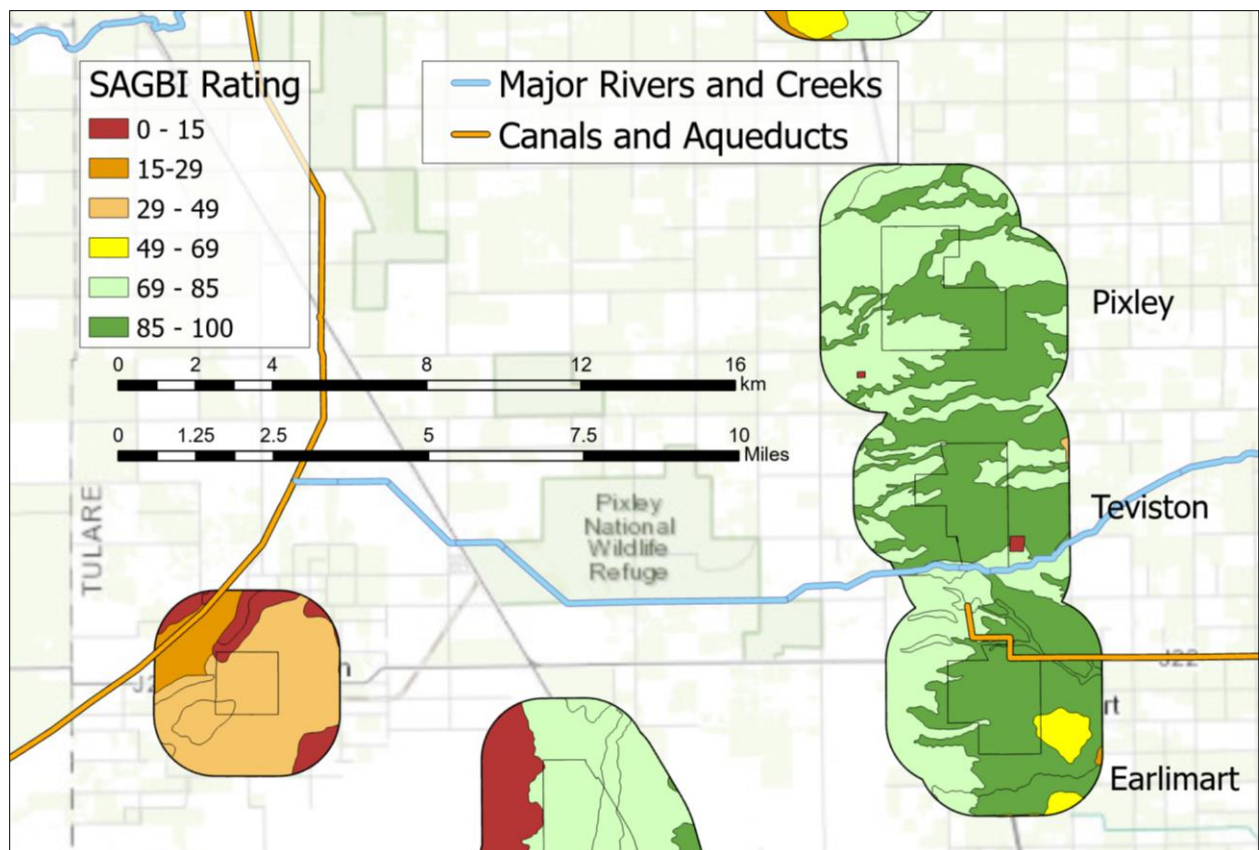 SAGBI Rating
0 - 15
15-29
29 - 49
49 - 69
69 - 85
85 - 100
Major Rivers and Creeks
Canals and Aqueducts
0 2 4 8 12 16
km
0 1.25 2.5 5 7.5 10
Miles
Pixley
Teviston
Earlimart
Pixley
National
Wildlife
Refuge
TULARE
J22